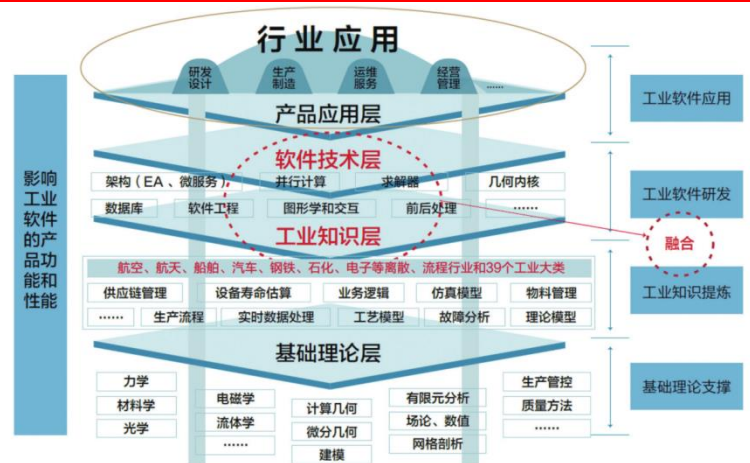 行业应用
研发
设计
生产
制造
运维
服务
经营
管理
……
产品应用层
软件技术层
架构（EA 、微服务）
并行计算
求解器
几何内核
数据库
软件工程
图形学和交互
前后处理
……
工业知识层
航空、航天、船舶、汽车、钢铁、石化、电子等离散、流程行业和39个工业大类
供应链管理
设备寿命估算
业务逻辑
仿真模型
物料管理
……
生产流程
实时数据处理
工艺模型
故障分析
理论模型
基础理论层
力学
材料学
光学
电磁学
流体学
……
计算几何
微分几何
建模
有限元分析
场论、数值
网格剖析
生产管控
质量方法
……
影响
工业
软件
的产
品功
能和
性能
工业软件应用
工业软件研发
融合
工业知识提炼
基础理论支撑